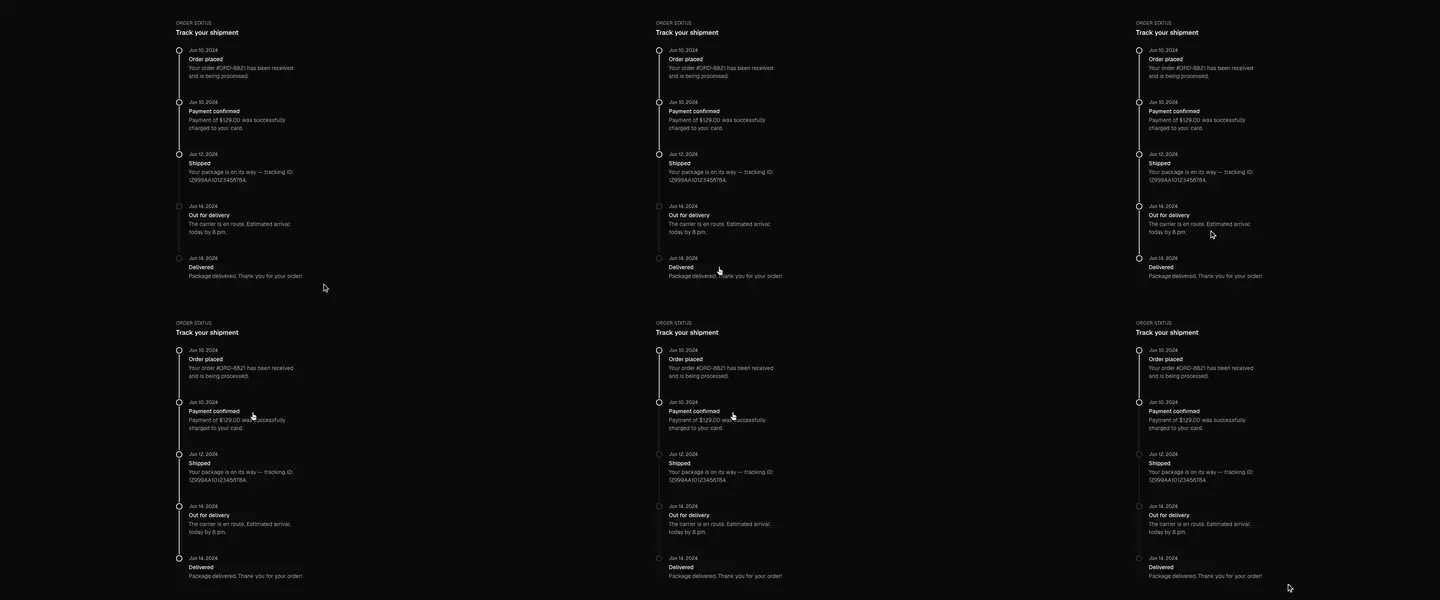 ORDER STATUS
Track your shipment
Jun 10, 2024
Order placed
Your order #ORD-8821 has been received
and is being processed.
Jun 10, 2024
Payment confirmed
Payment of $129.00 was successfully
charged to your card.
Jun 12, 2024
Shipped
Your package is on its way — tracking ID:
1Z999AA10123456784.
Jun 14, 2024
Out for delivery
The carrier is en route. Estimated arrival:
today by 8 pm.
Jun 14, 2024
Delivered
Package delivered. Thank you for your order!
ORDER STATUS
Track your shipment
Jun 10, 2024
Order placed
Your order #ORD-8821 has been received
and is being processed.
Jun 10, 2024
Payment confirmed
Payment of $129.00 was successfully
charged to your card.
Jun 12, 2024
Shipped
Your package is on its way — tracking ID:
1Z999AA10123456784.
Jun 14, 2024
Out for delivery
The carrier is en route. Estimated arrival:
today by 8 pm.
Jun 14, 2024
Delivered
Package delivered. Thank you for your order!
ORDER STATUS
Track your shipment
Jun 10, 2024
Order placed
Your order #ORD-8821 has been received
and is being processed.
Jun 10, 2024
Payment confirmed
Payment of $129.00 was successfully
charged to your card.
Jun 12, 2024
Shipped
Your package is on its way — tracking ID:
1Z999AA10123456784.
Jun 14, 2024
Out for delivery
The carrier is en route. Estimated arrival:
today by 8 pm.
Jun 14, 2024
Delivered
Package delivered. Thank you for your order!
ORDER STATUS
Track your shipment
Jun 10, 2024
Order placed
Your order #ORD-8821 has been received
and is being processed.
Jun 10, 2024
Payment confirmed
Payment of $129.00 was successfully
charged to your card.
Jun 12, 2024
Shipped
Your package is on its way — tracking ID:
1Z999AA10123456784.
Jun 14, 2024
Out for delivery
The carrier is en route. Estimated arrival:
today by 8 pm.
Jun 14, 2024
Delivered
Package delivered. Thank you for your order!
ORDER STATUS
Track your shipment
Jun 10, 2024
Order placed
Your order #ORD-8821 has been received
and is being processed.
Jun 10, 2024
Payment confirmed
Payment of $129.00 was successfully
charged to your card.
Jun 12, 2024
Shipped
Your package is on its way — tracking ID:
1Z999AA10123456784.
Jun 14, 2024
Out for delivery
The carrier is en route. Estimated arrival:
today by 8 pm.
Jun 14, 2024
Delivered
Package delivered. Thank you for your order!
ORDER STATUS
Track your shipment
Jun 10, 2024
Order placed
Your order #ORD-8821 has been received
and is being processed.
Jun 10, 2024
Payment confirmed
Payment of $129.00 was successfully
charged to your card.
Jun 12, 2024
Shipped
Your package is on its way — tracking ID:
1Z999AA10123456784.
Jun 14, 2024
Out for delivery
The carrier is en route. Estimated arrival:
today by 8 pm.
Jun 14, 2024
Delivered
Package delivered. Thank you for your order!